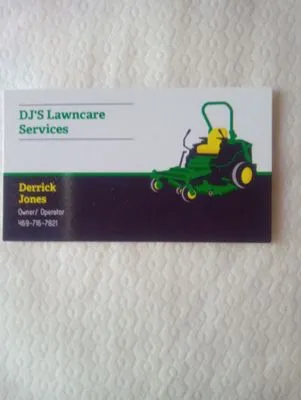 DJ'S Lawncare
Services
Derrick
Jones
Owner/ Operator
469-716-7821